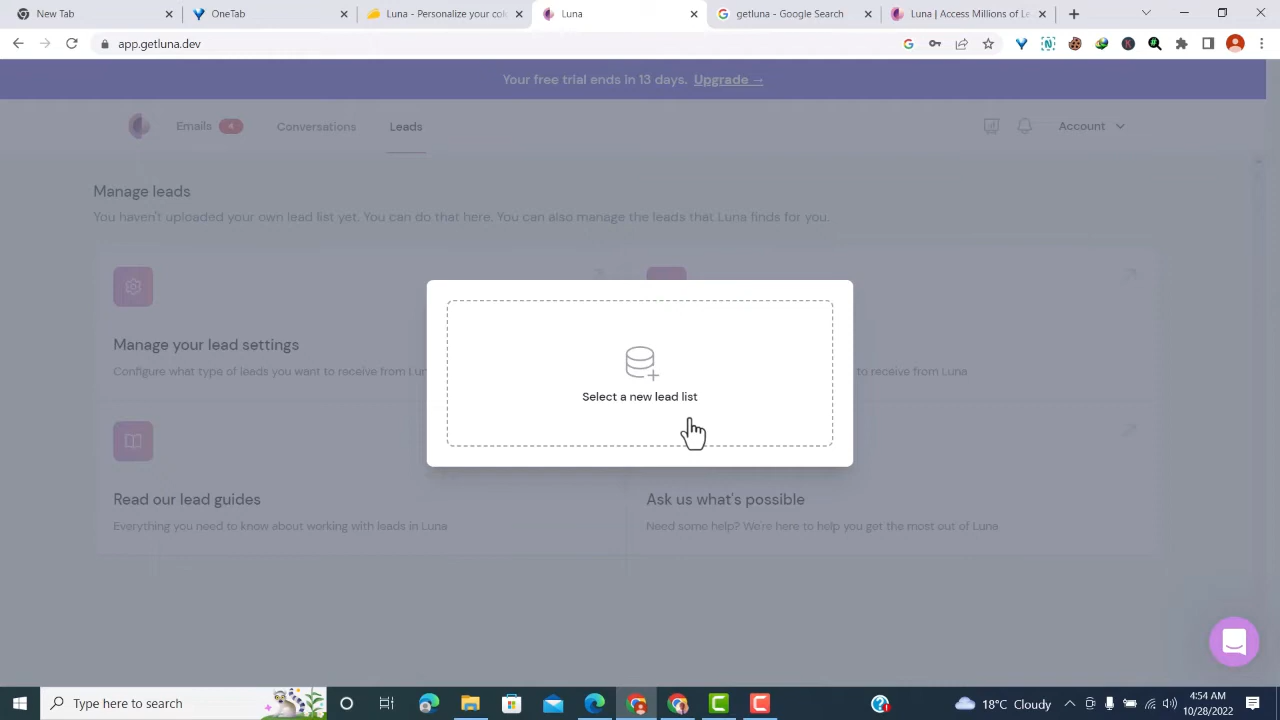 New Tab
OneTab
Luna - Personalize your col
Luna
getluna - Google Search
Luna | Access Millions of Le
app.getluna.dev
Your free trial ends in 13 days. Upgrade →
Emails 4
Conversations
Leads
Account
Manage leads
You haven't uploaded your own lead list yet. You can do that here. You can also manage the leads that Luna finds for you.
Manage your lead settings
Configure what type of leads you want to receive from Lun
to receive from Luna
Select a new lead list
Read our lead guides
Everything you need to know about working with leads in Luna
Ask us what's possible
Need some help? We're here to help you get the most out of Luna
Type here to search
18°C Cloudy
4:54 AM
10/28/2022